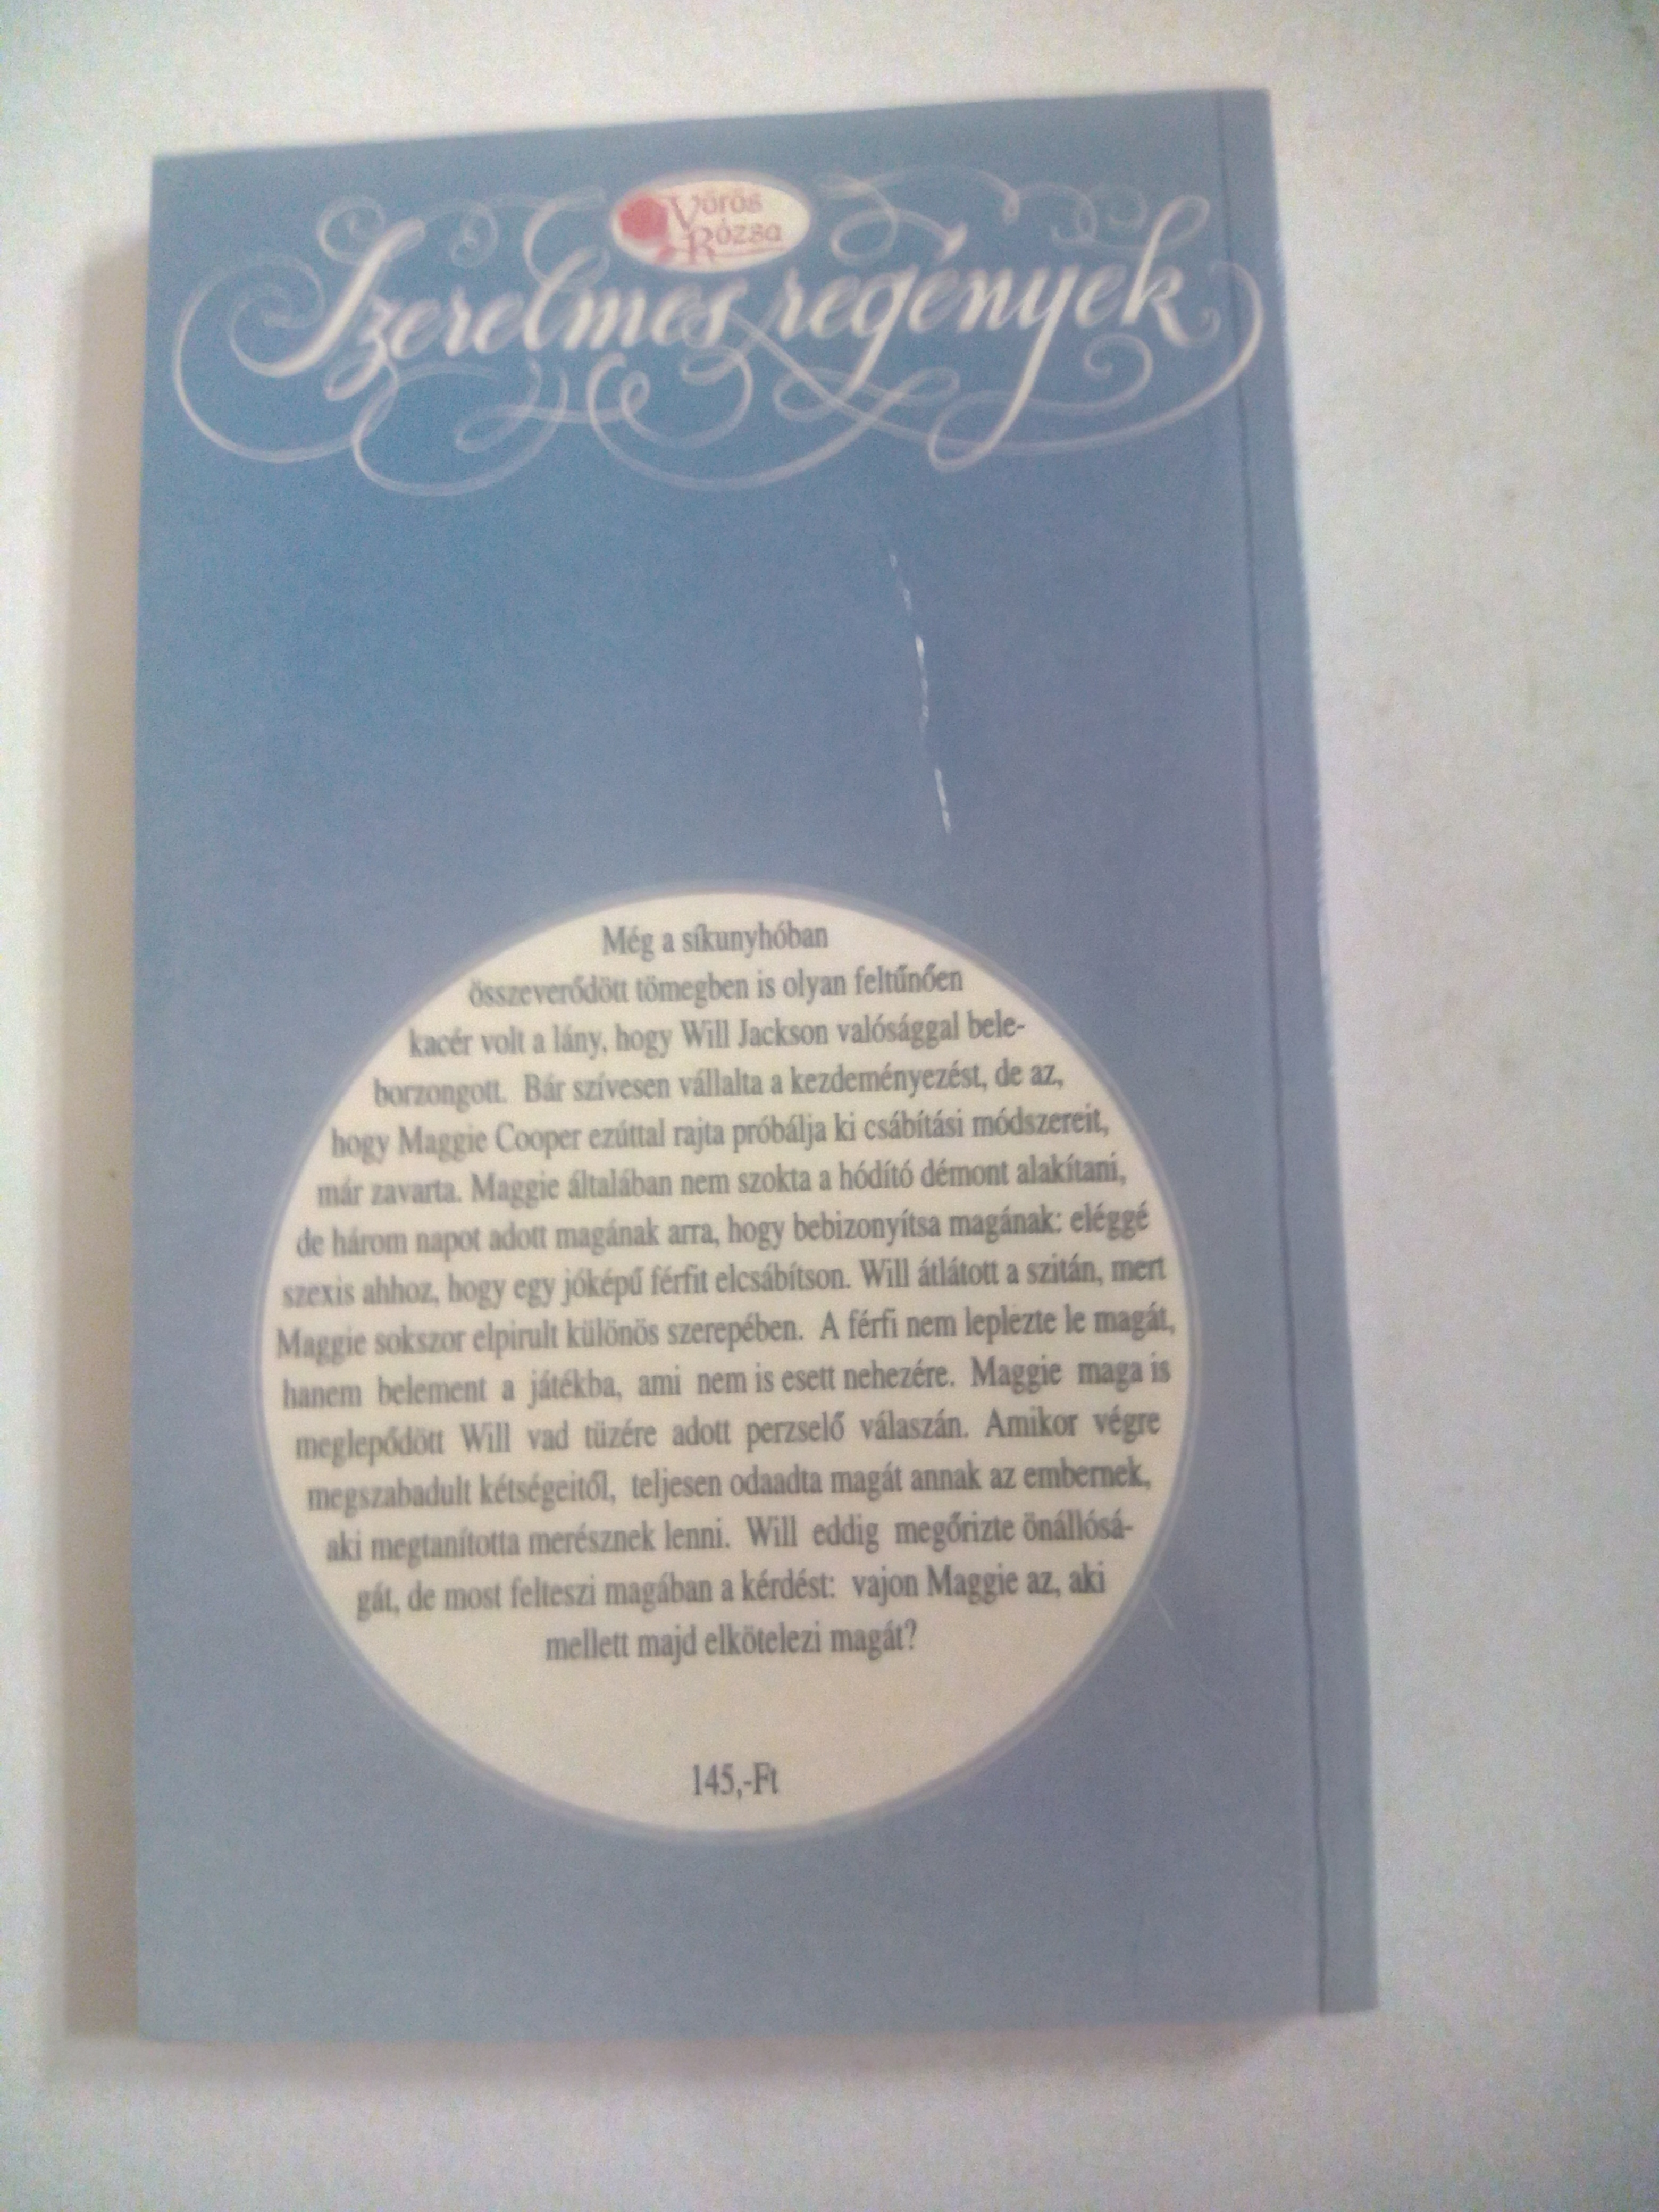 Vörös
Rózsa
Szerelmes regények
Még a síkunyhóban
összeverődött tömegben is olyan feltűnően
kacér volt a lány, hogy Will Jackson valósággal bele-
borzongott. Bár szívesen vállalta a kezdeményezést, de az,
hogy Maggie Cooper ezúttal rajta próbálja ki csábítási módszereit,
már zavarta. Maggie általában nem szokta a hódító démont alakítani,
de három napot adott magának arra, hogy bebizonyítsa magának: eléggé
szexis ahhoz, hogy egy jóképű férfit elcsábítson. Will átlátott a szitán, mert
Maggie sokszor elpirult különös szerepében. A férfi nem leplezte le magát,
hanem belement a játékba, ami nem is esett nehezére. Maggie maga is
meglepődött Will vad tüzére adott perzselő válaszán. Amikor végre
megszabadult kétségeitől, teljesen odaadta magát annak az embernek,
aki megtanította merésznek lenni. Will eddig megőrizte önállósá-
gát, de most felteszi magában a kérdést: vajon Maggie az, aki
mellett majd elkötelezi magát?
145,-Ft